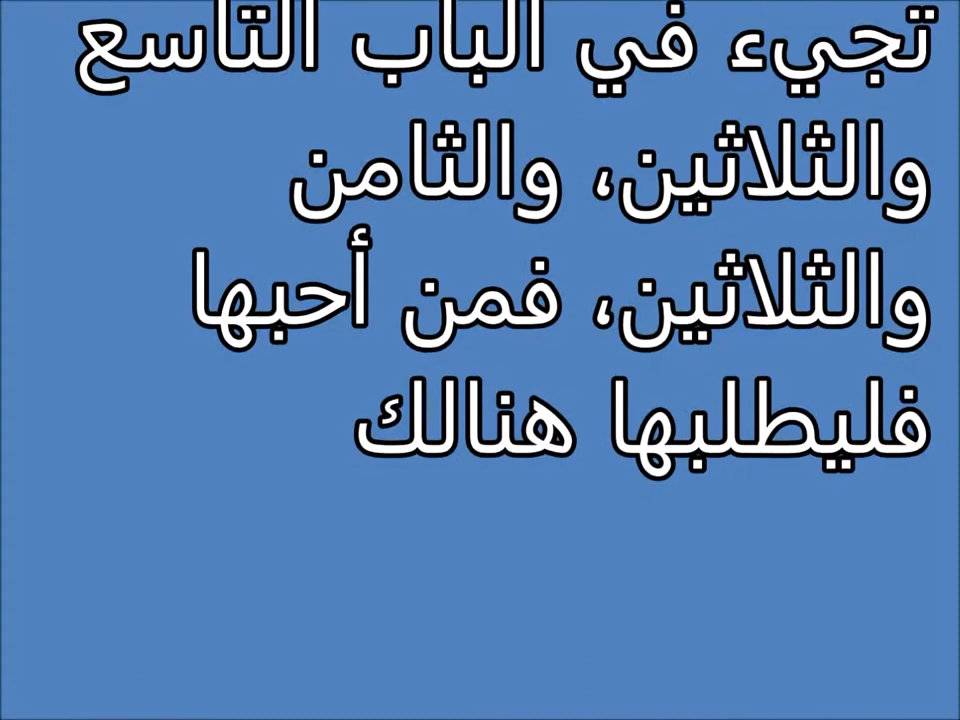 تجيء في الباب التاسع
والثلاثين، والثامن
والثلاثين، فمن أحبها
فليطلبها هنالك